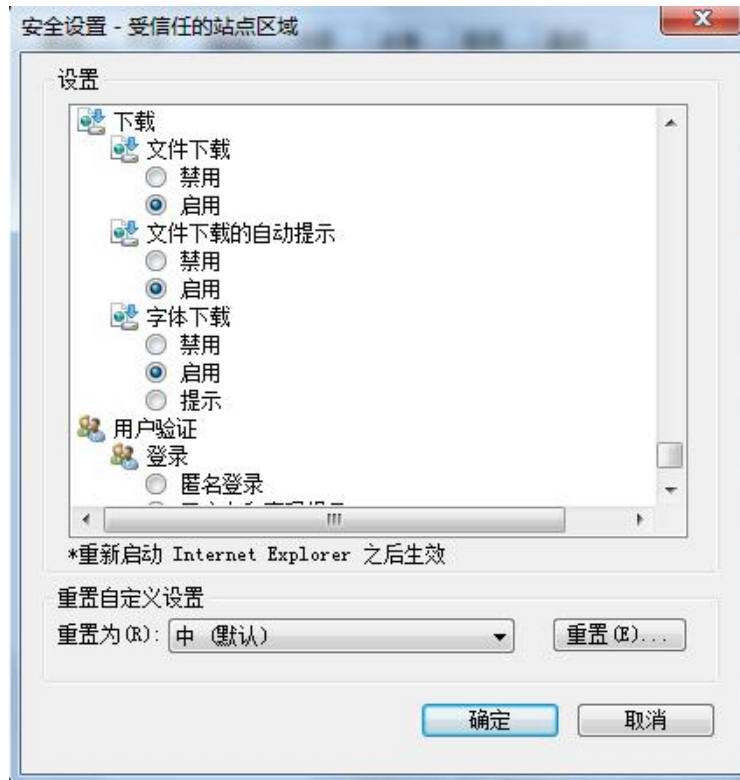 安全设置 - 受信任的站点区域
设置
下载
文件下载
禁用
启用
文件下载的自动提示
禁用
启用
字体下载
禁用
启用
提示
用户验证
登录
匿名登录
*重新启动 Internet Explorer 之后生效
重置自定义设置
重置为(R): 中 (默认) 重置(E)...
确定 取消